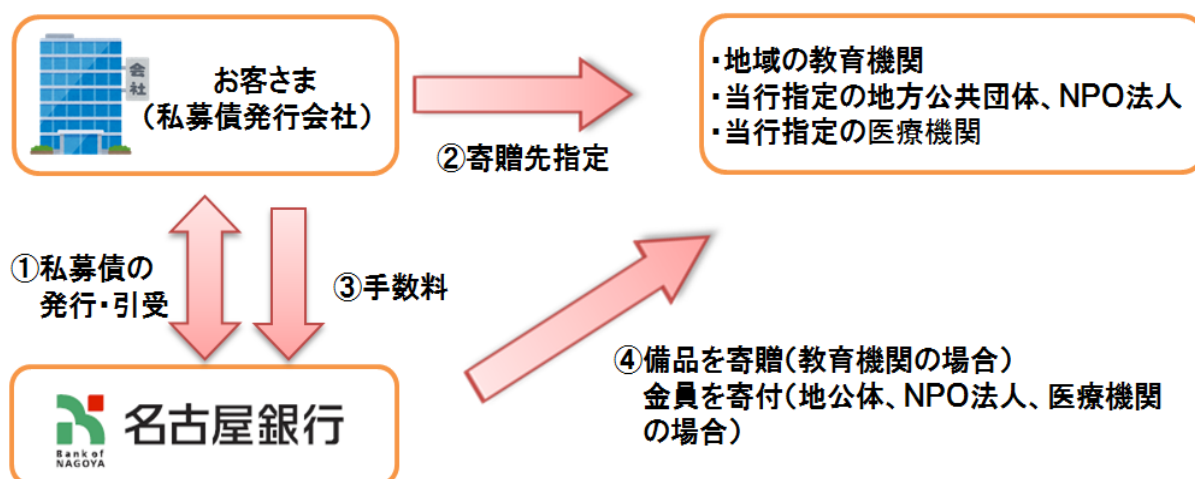 会
社
お客さま
（私募債発行会社）
・地域の教育機関
・当行指定の地方公共団体、NPO法人
・当行指定の医療機関
②寄贈先指定
①私募債の
発行・引受
③手数料
④備品を寄贈（教育機関の場合）
金員を寄付（地公体、NPO法人、医療機関
の場合）
名古屋銀行
Bank of
NAGOYA